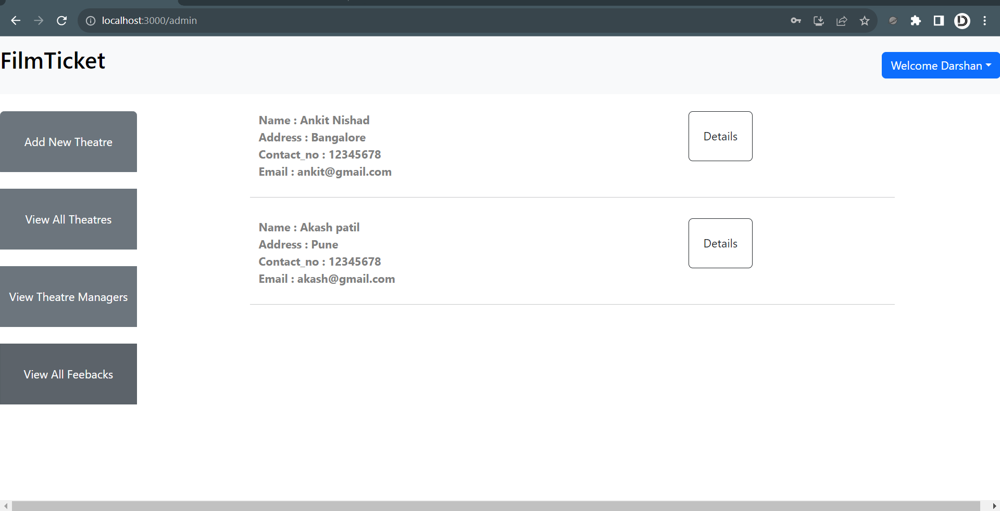 localhost:3000/admin
FilmTicket
Welcome Darshan
Add New Theatre
View All Theatres
View Theatre Managers
View All Feebacks
Name : Ankit Nishad
Address : Bangalore
Contact_no : 12345678
Email : ankit@gmail.com
Details
Name : Akash patil
Address : Pune
Contact_no : 12345678
Email : akash@gmail.com
Details